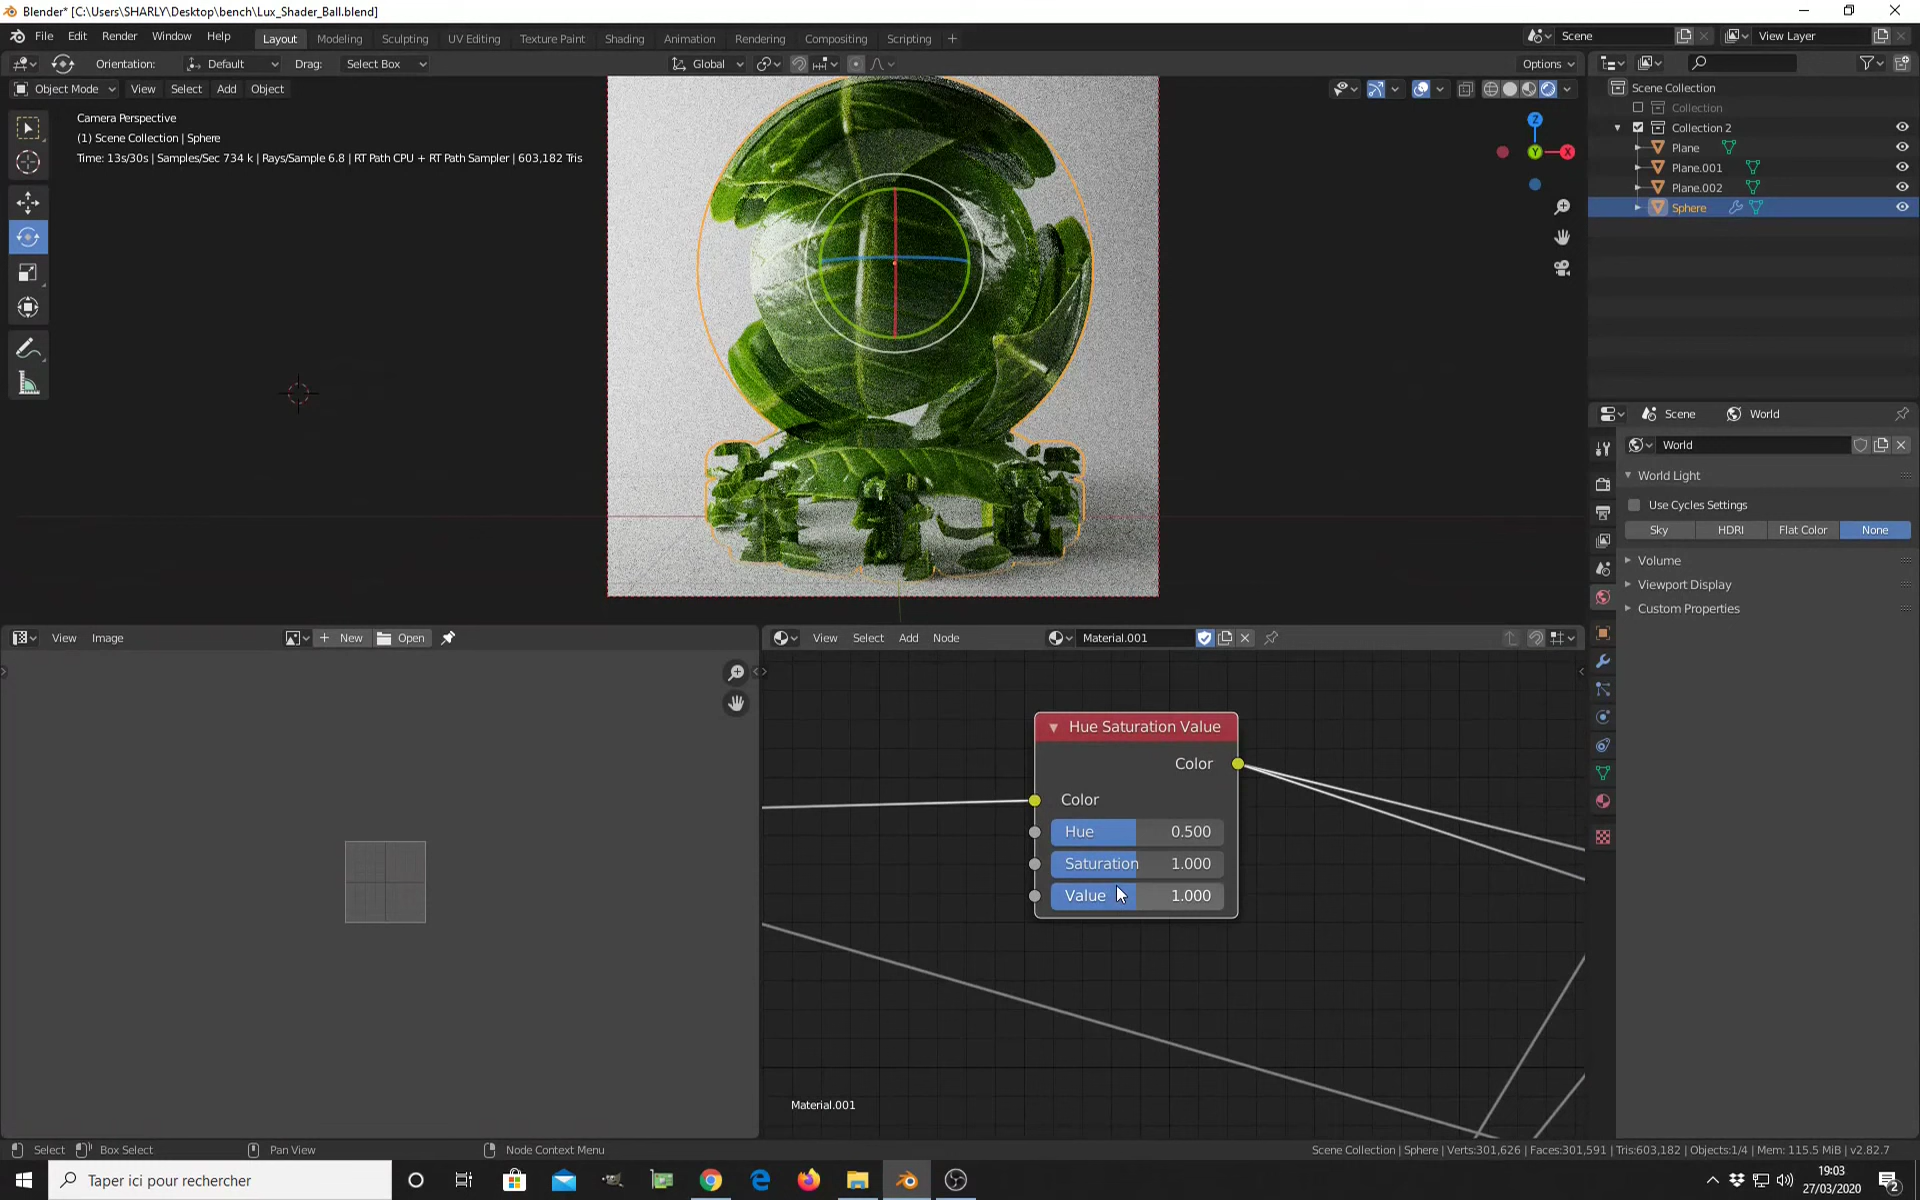 Blender* [C:\Users\SHARLY\Desktop\bench\Lux_Shader_Ball.blend]
File Edit Render Window Help Layout Modeling Sculpting UV Editing Texture Paint Shading Animation Rendering Compositing Scripting + Scene View Layer
Orientation: Default Drag: Select Box Global Options
Object Mode View Select Add Object
Camera Perspective
(1) Scene Collection | Sphere
Time: 13s/30s | Samples/Sec 734 k | Rays/Sample 6.8 | RT Path CPU + RT Path Sampler | 603,182 Tris
Z
Y
X
Scene Collection
Collection
Collection 2
Plane
Plane.001
Plane.002
Sphere
Scene World
World
World Light
Use Cycles Settings
Sky HDRI Flat Color None
Volume
Viewport Display
Custom Properties
View Image + New Open
View Select Add Node Material.001
Hue Saturation Value
Color
Color
Hue 0.500
Saturation 1.000
Value 1.000
Material.001
Select Box Select Pan View Node Context Menu Scene Collection | Sphere | Verts:301,626 | Faces:301,591 | Tris:603,182 | Objects:1/4 | Mem: 115.5 MiB | v2.82.7
Taper ici pour rechercher
19:03
27/03/2020
2